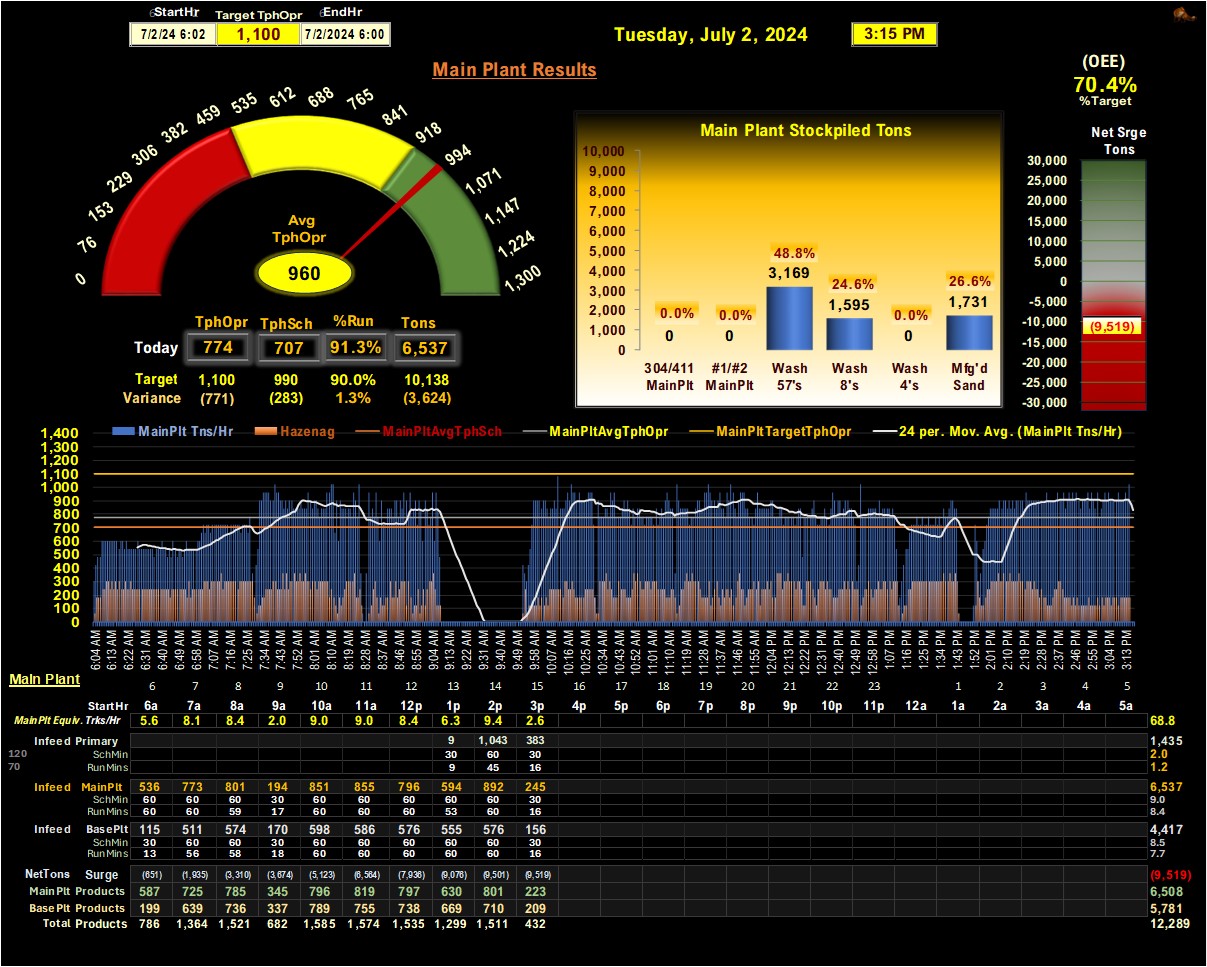 StartHr Target TphOpr EndHr
7/2/24 6:02 1,100 7/2/2024 6:00
Tuesday, July 2, 2024 3:15 PM
Main Plant Results
(OEE)
70.4%
%Target
0 76 153 229 306 382 459 535 612 688 765 841 918 994 1,071 1,147 1,224 1,300
Avg
TphOpr
960
TphOpr TphSch %Run Tons
Today 774 707 91.3% 6,537
Target 1,100 990 90.0% 10,138
Variance (771) (283) 1.3% (3,624)
Main Plant Stockpiled Tons
10,000
9,000
8,000
7,000
6,000
5,000
4,000
3,000
2,000
1,000
0
0.0% 0.0% 48.8% 24.6% 0.0% 26.6%
0 0 3,169 1,595 0 1,731
304/411 #1/#2 Wash Wash Wash Mfg'd
MainPlt MainPlt 57's 8's 4's Sand
Net Srge
Tons
30,000
25,000
20,000
15,000
10,000
5,000
0
-5,000
-10,000
(9,519)
-15,000
-20,000
-25,000
-30,000
MainPlt Tns/Hr Hazenag MainPltAvgTphSch MainPltAvgTphOpr MainPltTargetTphOpr 24 per. Mov. Avg. (MainPlt Tns/Hr)
1,400
1,300
1,200
1,100
1,000
900
800
700
600
500
400
300
200
100
0
6:04 AM 6:13 AM 6:22 AM 6:31 AM 6:40 AM 6:49 AM 6:58 AM 7:07 AM 7:16 AM 7:25 AM 7:34 AM 7:43 AM 7:52 AM 8:01 AM 8:10 AM 8:19 AM 8:28 AM 8:37 AM 8:46 AM 8:55 AM 9:04 AM 9:13 AM 9:22 AM 9:31 AM 9:40 AM 9:49 AM 9:58 AM 10:07 AM 10:16 AM 10:25 AM 10:34 AM 10:43 AM 10:52 AM 11:01 AM 11:10 AM 11:19 AM 11:28 AM 11:37 AM 11:46 AM 11:55 AM 12:04 PM 12:13 PM 12:22 PM 12:31 PM 12:40 PM 12:49 PM 12:58 PM 1:07 PM 1:16 PM 1:25 PM 1:34 PM 1:43 PM 1:52 PM 2:01 PM 2:10 PM 2:19 PM 2:28 PM 2:37 PM 2:46 PM 2:55 PM 3:04 PM 3:13 PM
Main Plant
6 7 8 9 10 11 12 13 14 15 16 17 18 19 20 21 22 23 1 2 3 4 5
StartHr 6a 7a 8a 9a 10a 11a 12p 1p 2p 3p 4p 5p 6p 7p 8p 9p 10p 11p 12a 1a 2a 3a 4a 5a
MainPlt Equiv. Trks/Hr 5.6 8.1 8.4 2.0 9.0 9.0 8.4 6.3 9.4 2.6 68.8
Infeed Primary 9 1,043 383 1,435
120 SchMin 30 60 30 2.0
70 RunMins 9 45 16 1.2
Infeed MainPlt 536 773 801 194 851 855 796 594 892 245 6,537
SchMin 60 60 60 30 60 60 60 60 60 30 9.0
RunMins 60 60 59 17 60 60 60 53 60 16 8.4
Infeed BasePlt 115 511 574 170 598 586 576 555 576 156 4,417
SchMin 30 60 60 30 60 60 60 60 60 30 8.5
RunMins 13 56 58 18 60 60 60 60 60 16 7.7
NetTons Surge (651) (1,935) (3,310) (3,674) (5,123) (6,564) (7,936) (9,076) (9,501) (9,519) (9,519)
MainPlt Products 587 725 785 345 796 819 797 630 801 223 6,508
BasePlt Products 199 639 736 337 789 755 738 669 710 209 5,781
Total Products 786 1,364 1,521 682 1,585 1,574 1,535 1,299 1,511 432 12,289